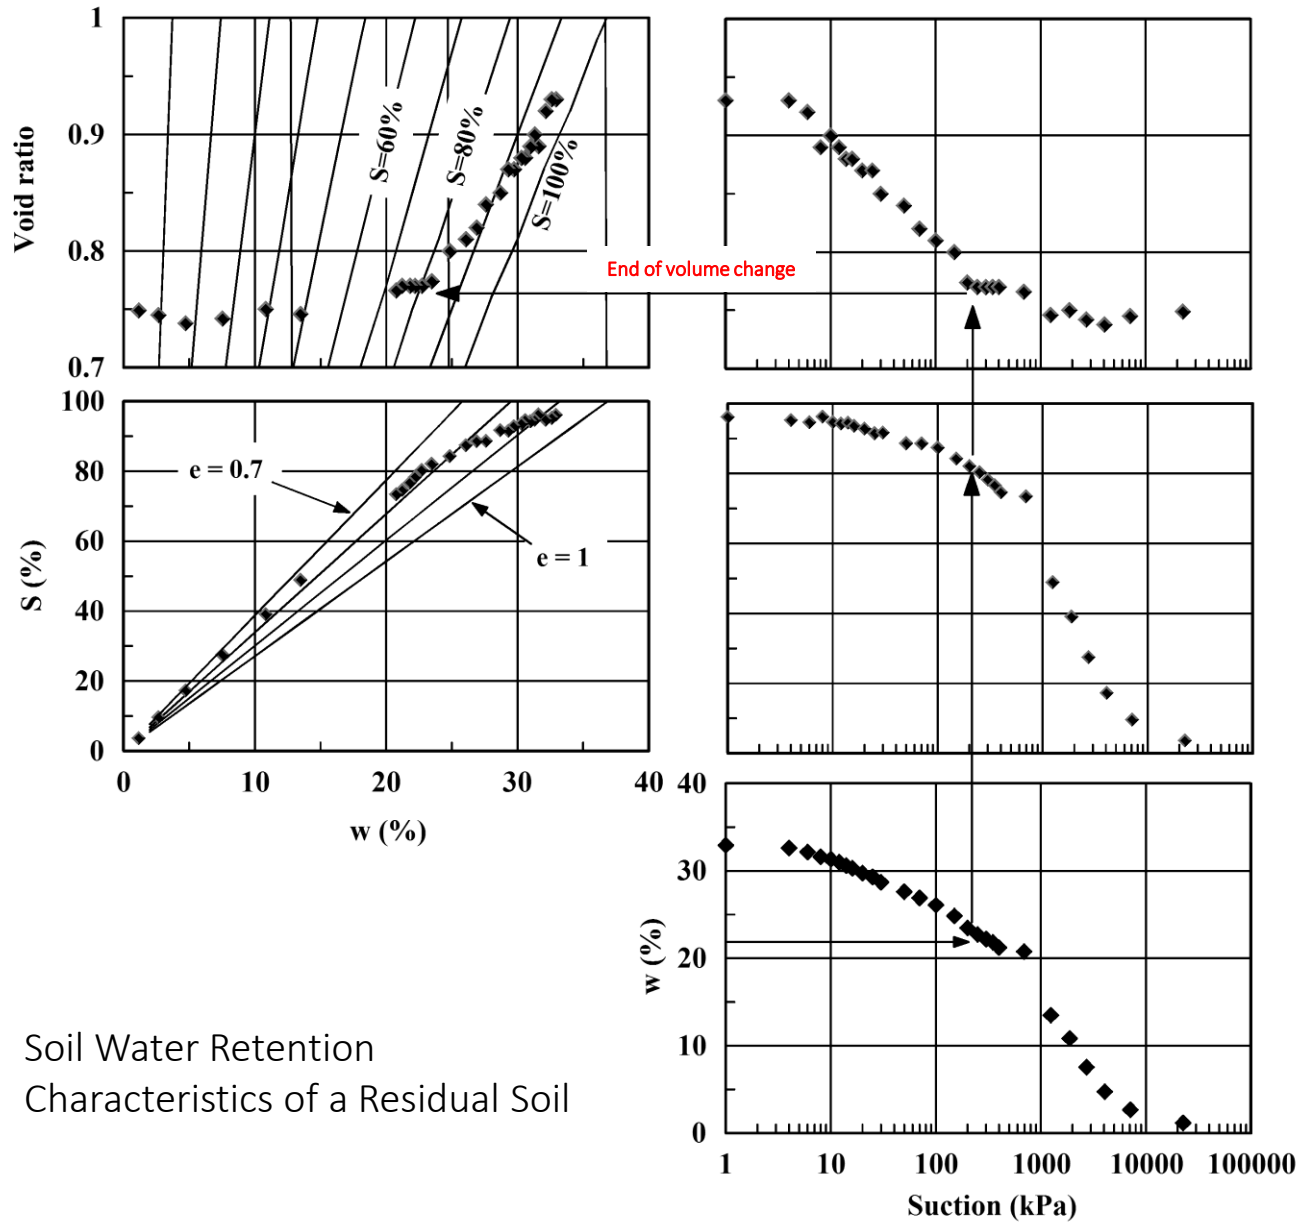 1
0.9
0.8
0.7
Void ratio
S=60%
S=80%
S=100%
End of volume change
100
80
60
40
20
0
S (%)
e = 0.7
e = 1
0 10 20 30 40
w (%)
40
30
20
10
0
w (%)
1 10 100 1000 10000 100000
Suction (kPa)
Soil Water Retention
Characteristics of a Residual Soil